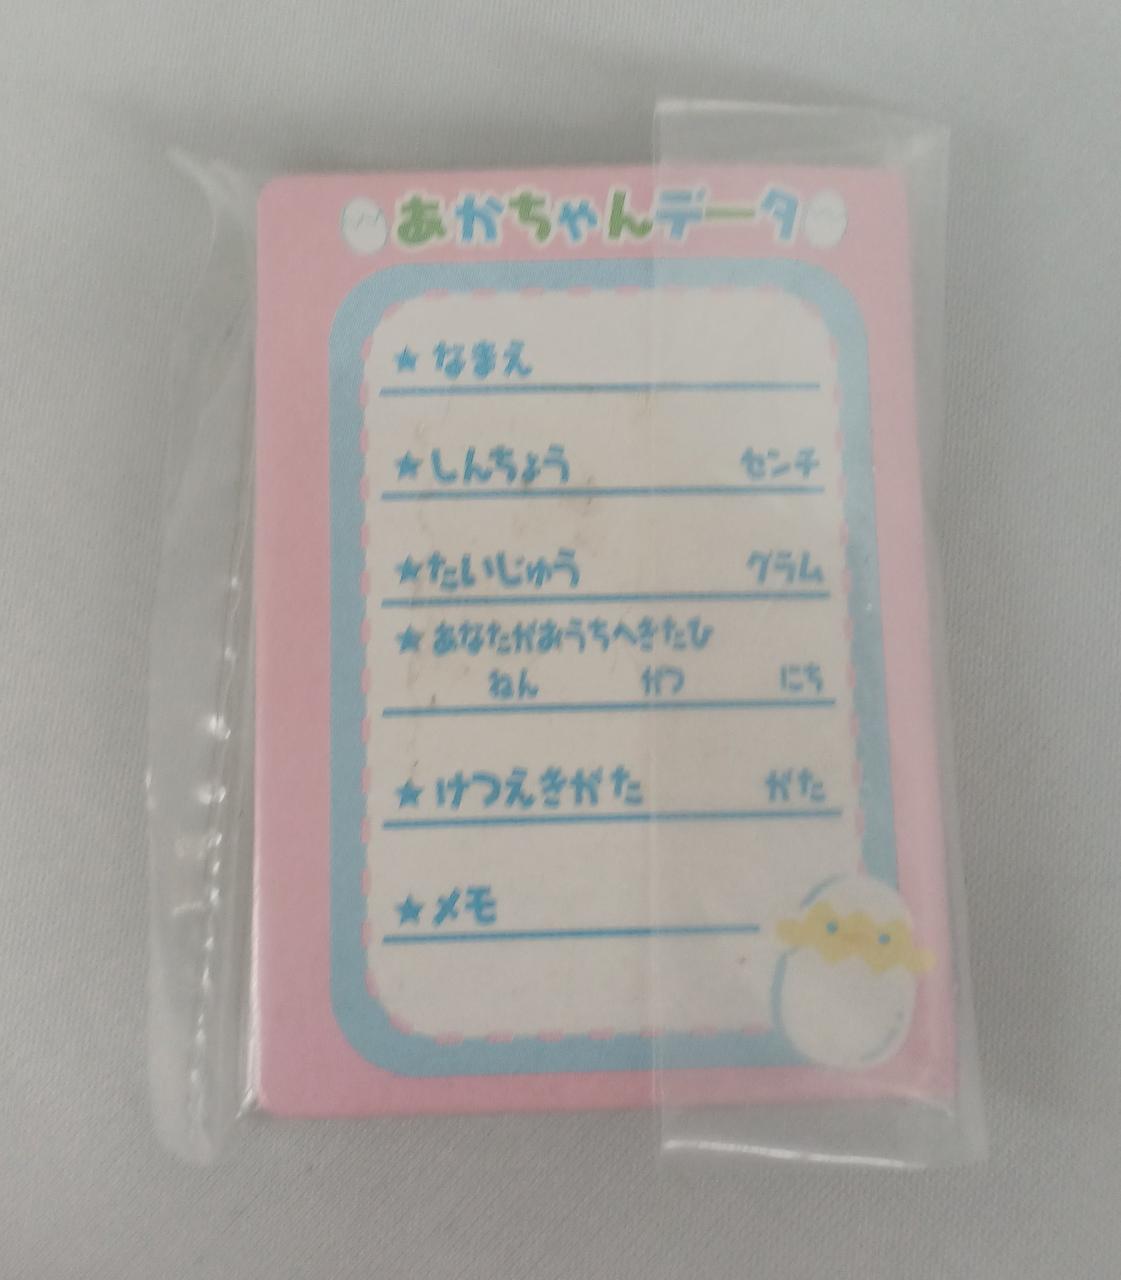 あかちゃんデータ
★ なまえ
★ しんちょう センチ
★ たいじゅう グラム
★ あなたがおうちへきたひ
ねん がつ にち
★ けつえきがた がた
★ メモ